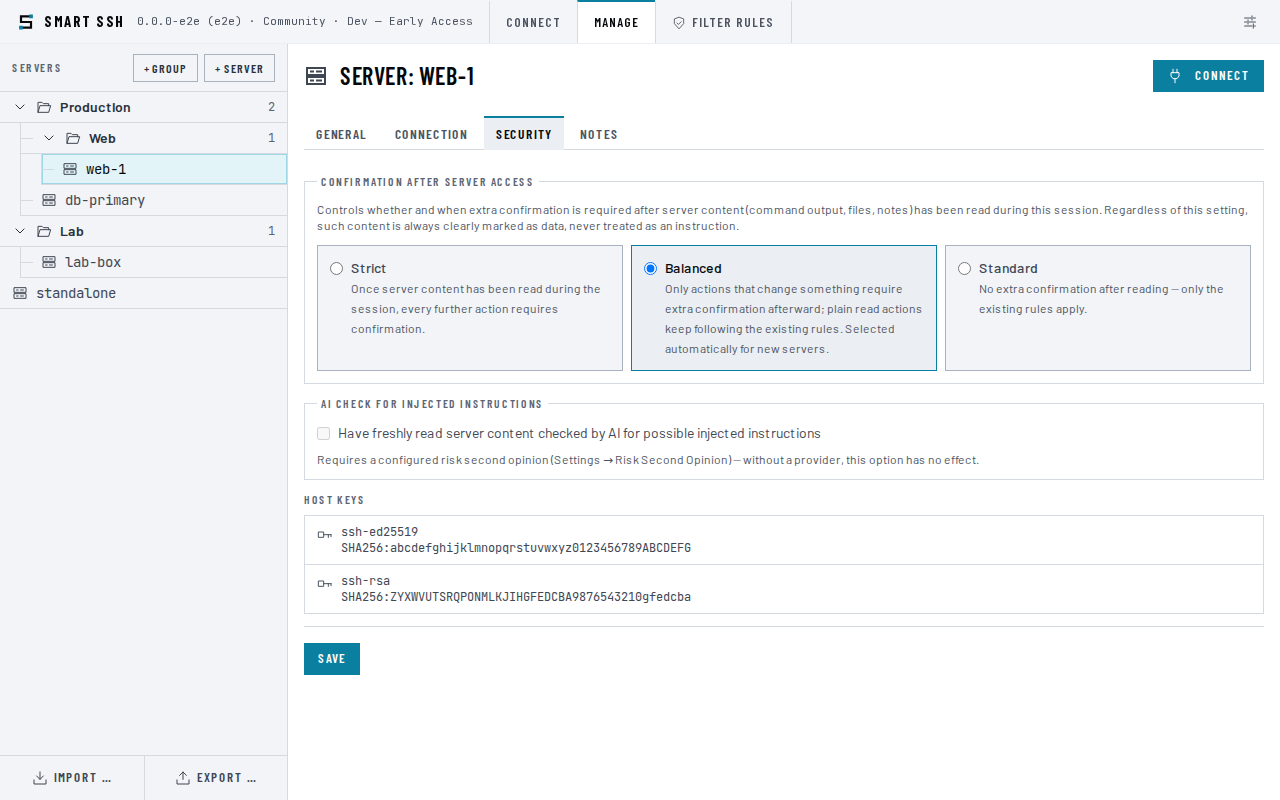 SMART SSH 0.0.0-e2e (e2e) · Community · Dev — Early Access CONNECT MANAGE FILTER RULES
SERVERS + GROUP + SERVER
Production 2
Web 1
web-1
db-primary
Lab 1
lab-box
standalone
IMPORT ... EXPORT ...
SERVER: WEB-1 CONNECT
GENERAL CONNECTION SECURITY NOTES
CONFIRMATION AFTER SERVER ACCESS
Controls whether and when extra confirmation is required after server content (command output, files, notes) has been read during this session. Regardless of this setting,
such content is always clearly marked as data, never treated as an instruction.
Strict
Once server content has been read during the
session, every further action requires
confirmation.
Balanced
Only actions that change something require
extra confirmation afterward; plain read actions
keep following the existing rules. Selected
automatically for new servers.
Standard
No extra confirmation after reading — only the
existing rules apply.
AI CHECK FOR INJECTED INSTRUCTIONS
Have freshly read server content checked by AI for possible injected instructions
Requires a configured risk second opinion (Settings → Risk Second Opinion) — without a provider, this option has no effect.
HOST KEYS
ssh-ed25519
SHA256:abcdefghijklmnopqrstuvwxyz0123456789ABCDEFG
ssh-rsa
SHA256:ZYXWVUTSRQPONMLKJIHGFEDCBA9876543210gfedcba
SAVE